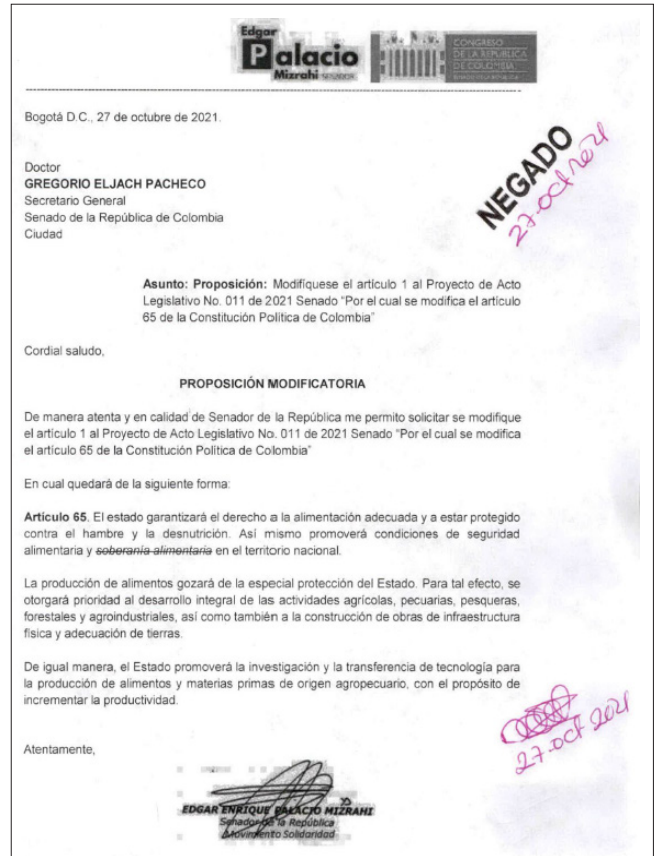 Edgar
Palacio
Mizrahi SENADOR
CONGRESO
DE LA REPÚBLICA
DE COLOMBIA
Bogotá D.C., 27 de octubre de 2021.
NEGADO
27-oct 2021
Doctor
GREGORIO ELJACH PACHECO
Secretario General
Senado de la República de Colombia
Ciudad
Asunto: Proposición: Modifíquese el artículo 1 al Proyecto de Acto
Legislativo No. 011 de 2021 Senado “Por el cual se modifica el artículo
65 de la Constitución Política de Colombia”
Cordial saludo,
PROPOSICIÓN MODIFICATORIA
De manera atenta y en calidad de Senador de la República me permito solicitar se modifique
el artículo 1 al Proyecto de Acto Legislativo No. 011 de 2021 Senado “Por el cual se modifica
el artículo 65 de la Constitución Política de Colombia”
En cual quedará de la siguiente forma:
Artículo 65. El estado garantizará el derecho a la alimentación adecuada y a estar protegido
contra el hambre y la desnutrición. Así mismo promoverá condiciones de seguridad
alimentaria y soberanía alimentaria en el territorio nacional.
La producción de alimentos gozará de la especial protección del Estado. Para tal efecto, se
otorgará prioridad al desarrollo integral de las actividades agrícolas, pecuarias, pesqueras,
forestales y agroindustriales, así como también a la construcción de obras de infraestructura
física y adecuación de tierras.
De igual manera, el Estado promoverá la investigación y la transferencia de tecnología para
la producción de alimentos y materias primas de origen agropecuario, con el propósito de
incrementar la productividad.
Atentamente,
27-oct 2021
EDGAR ENRIQUE PALACIO MIZRAHI
Senador de la República
Movimiento Solidaridad